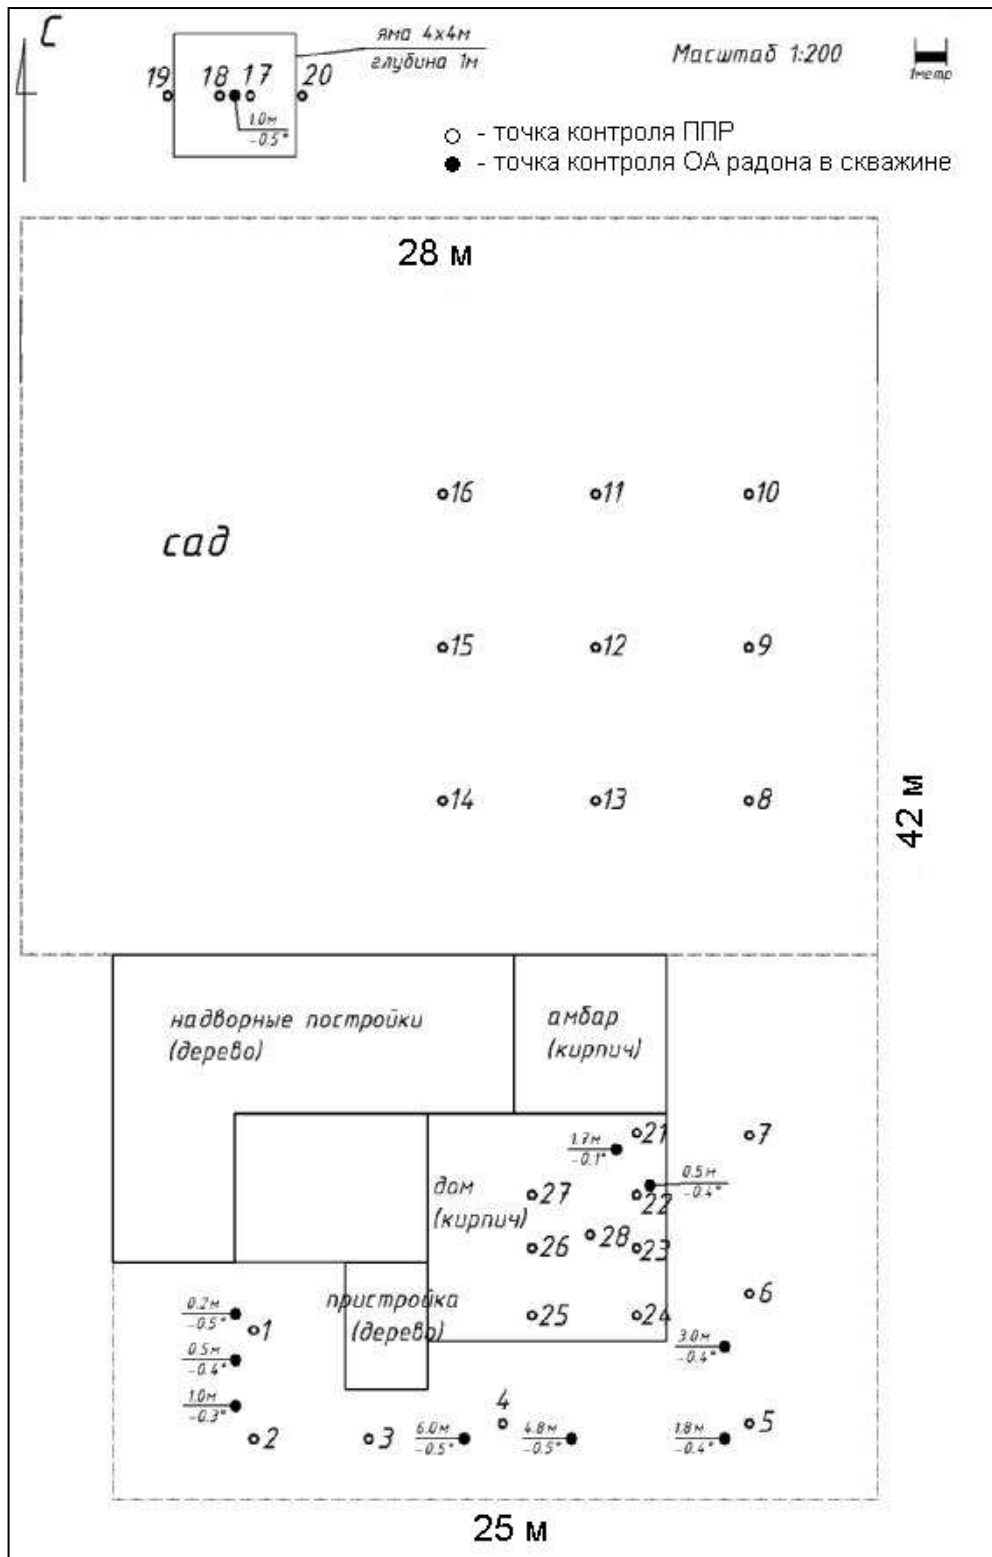 С
яма 4х4м
глубина 1м
Масштаб 1:200
1метр
19
18
17
20
1.0м
-0.5°
- точка контроля ППР
- точка контроля ОА радона в скважине
28 м
16
11
10
сад
15
12
9
14
13
8
42 м
надворные постройки
(дерево)
амбар
(кирпич)
21
7
1.7м
-0.1°
0.5м
-0.4°
дом
(кирпич)
27
22
28
26
23
6
0.2м
-0.5°
1
пристройка
(дерево)
25
24
0.5м
-0.4°
3.0м
-0.4°
1.0м
-0.3°
4
2
3
6.0м
-0.5°
4.8м
-0.5°
1.8м
-0.4°
5
25 м